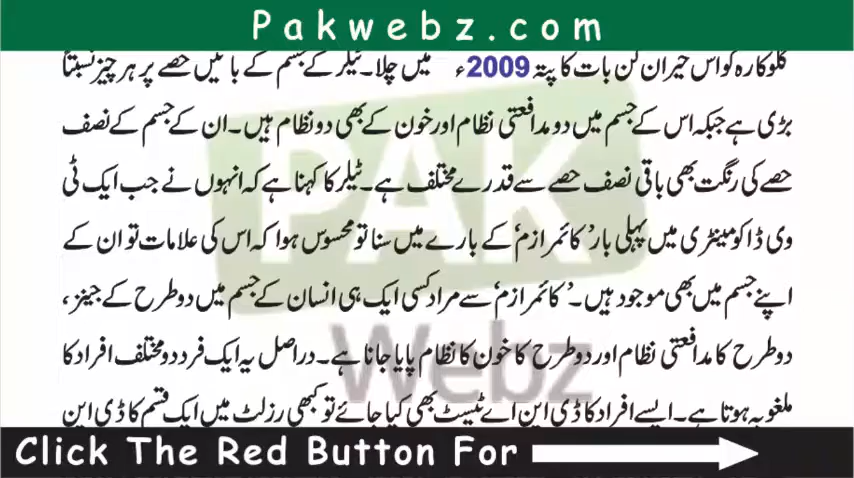 Pakwebz.com
گلوکارہ کو اس حیران کن بات کا پتہ 2009ء میں چلا۔ ٹیلر کے جسم کے بائیں حصے پر ہر چیز نسبتاً
بڑی ہے جبکہ اس کے جسم میں دو مدافعتی نظام اور خون کے بھی دو نظام ہیں۔ ان کے جسم کے نصف
حصے کی رنگت بھی باقی نصف حصے سے قدرے مختلف ہے۔ ٹیلر کا کہنا ہے کہ انہوں نے جب ایک ٹی
وی ڈاکومینٹری میں پہلی بار ’کائمرازم‘ کے بارے میں سنا تو محسوس ہوا کہ اس کی علامات تو ان کے
اپنے جسم میں بھی موجود ہیں۔ ’کائمرازم‘ سے مراد کسی ایک ہی انسان کے جسم میں دو طرح کے جینز،
دو طرح کا مدافعتی نظام اور دو طرح کا خون کا نظام پایا جانا ہے۔ دراصل یہ ایک فرد دو مختلف افراد کا
ملغوبہ ہوتا ہے۔ ایسے افراد کا ڈی این اے ٹیسٹ بھی کیا جائے تو کبھی رزلٹ میں ایک قسم کا ڈی این
PAK
Webz
Click The Red Button For